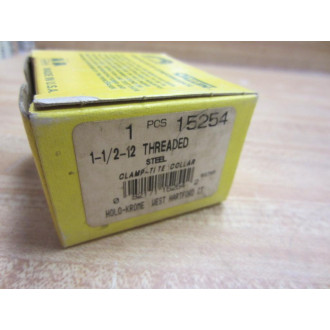 1 PCS 15254
1-1/2-12 THREADED
STEEL
CLAMP-TITE COLLAR
HOLO-KROME WEST HARTFORD CT